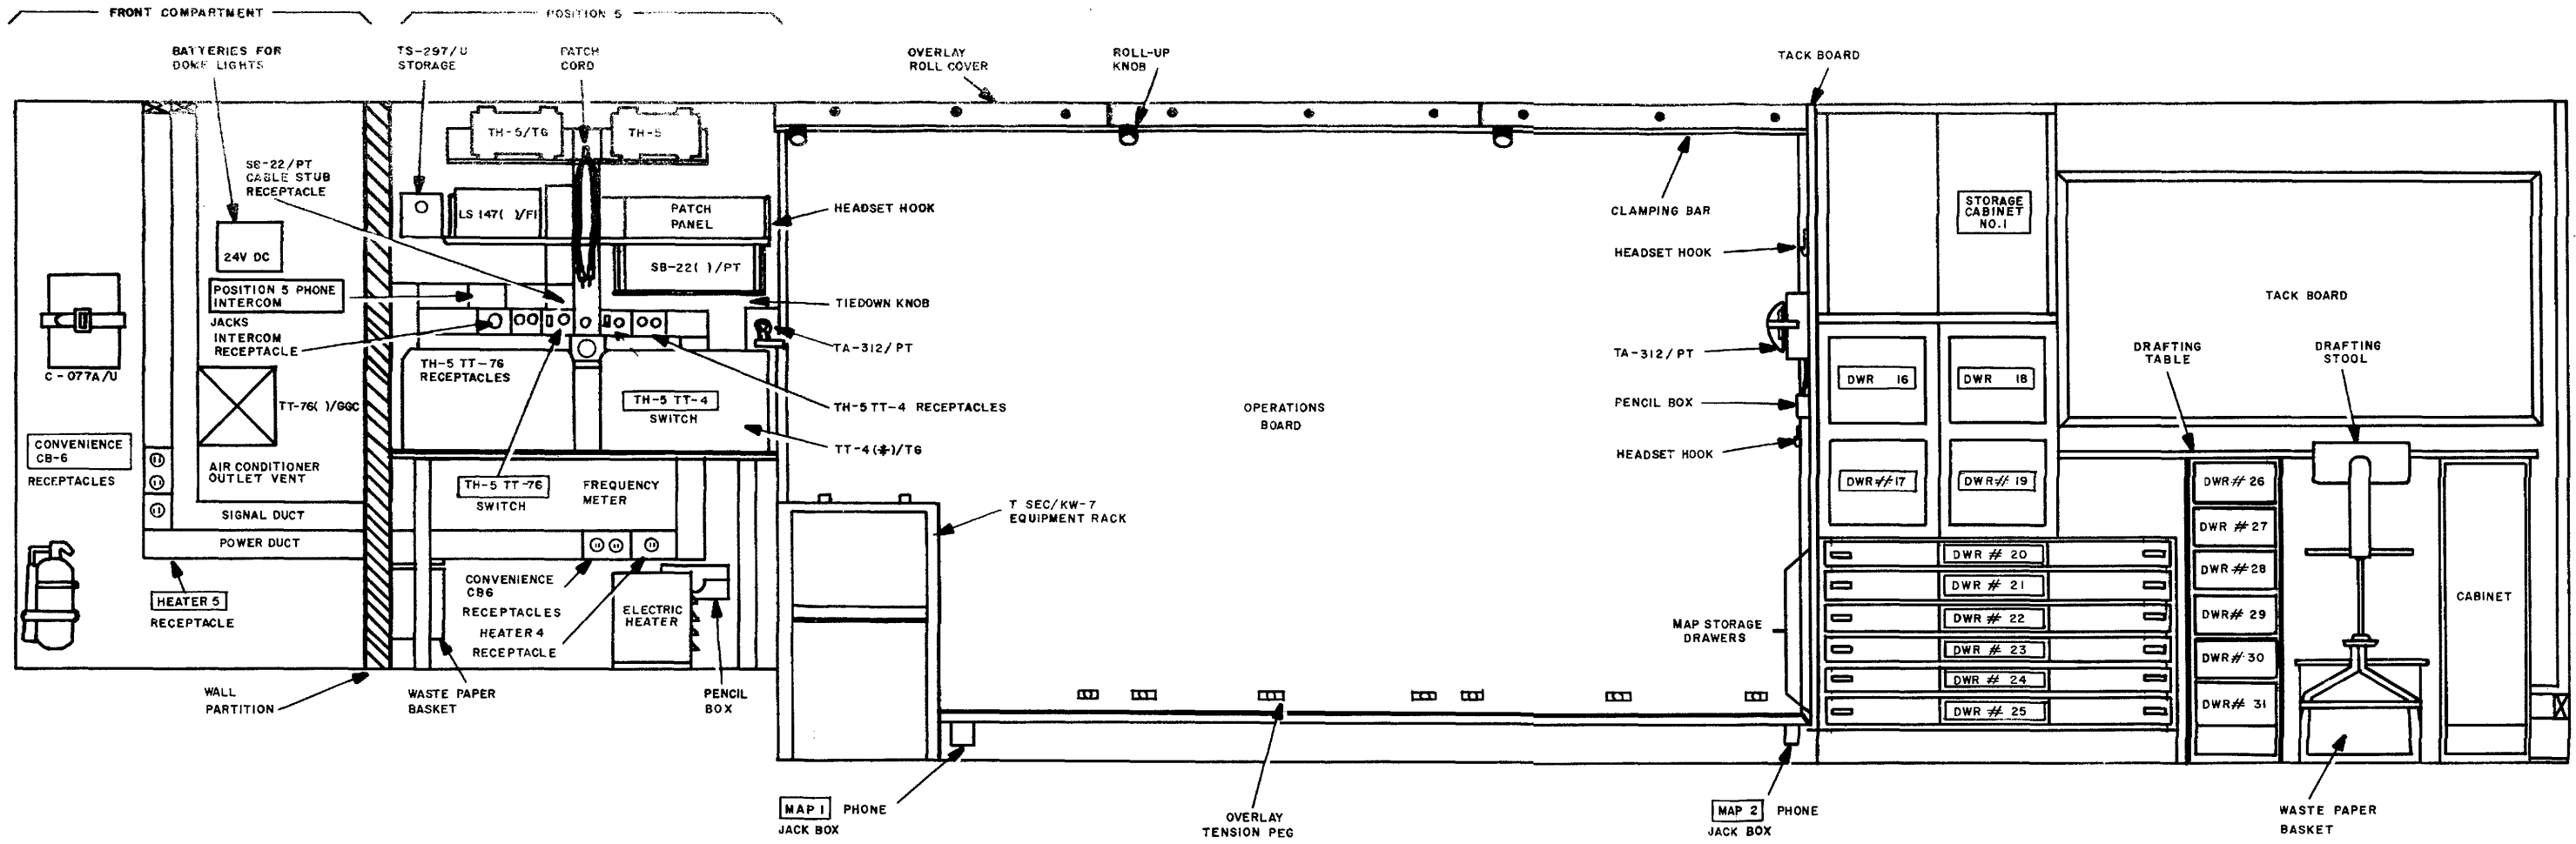 FRONT COMPARTMENT
POSITION 5
BATTERIES FOR
DOME LIGHTS
TS-297/U
STORAGE
PATCH
CORD
OVERLAY
ROLL COVER
ROLL-UP
KNOB
TACK BOARD
TH-5/TG
TH-5
SB-22/PT
CABLE STUB
RECEPTACLE
LS 147( )/FI
PATCH
PANEL
HEADSET HOOK
CLAMPING BAR
STORAGE
CABINET
NO.1
24V DC
SB-22( )/PT
HEADSET HOOK
POSITION 5 PHONE
INTERCOM
JACKS
TIEDOWN KNOB
TACK BOARD
INTERCOM
RECEPTACLE
TA-312/PT
TA-312/PT
DRAFTING
TABLE
DRAFTING
STOOL
C-077A/U
TH-5 TT-76
RECEPTACLES
DWR 16
DWR 18
TT-76( )/GGC
TH-5 TT-4
SWITCH
TH-5 TT-4 RECEPTACLES
OPERATIONS
BOARD
PENCIL BOX
CONVENIENCE
CB-6
RECEPTACLES
TT-4(*)/TG
HEADSET HOOK
AIR CONDITIONER
OUTLET VENT
TH-5 TT-76
SWITCH
FREQUENCY
METER
DWR # 17
DWR # 19
DWR # 26
SIGNAL DUCT
T SEC/KW-7
EQUIPMENT RACK
DWR # 27
POWER DUCT
DWR # 20
DWR # 28
CONVENIENCE
CB6
RECEPTACLES
DWR # 21
HEATER 5
RECEPTACLE
ELECTRIC
HEATER
DWR # 22
DWR # 29
CABINET
HEATER 4
RECEPTACLE
MAP STORAGE
DRAWERS
DWR # 23
DWR # 30
DWR # 24
WALL
PARTITION
WASTE PAPER
BASKET
PENCIL
BOX
DWR # 25
DWR # 31
MAP 1 PHONE
JACK BOX
OVERLAY
TENSION PEG
MAP 2 PHONE
JACK BOX
WASTE PAPER
BASKET